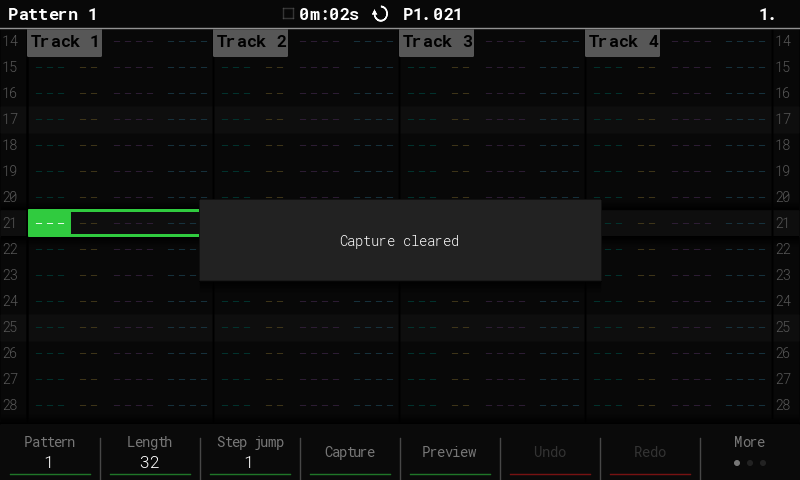 Pattern 1 0m:02s P1.021 1.
14 Track 1 --- -- ---- ---- Track 2 --- -- ---- ---- Track 3 --- -- ---- ---- Track 4 --- -- ---- ---- 14
15 --- -- ---- ---- --- -- ---- ---- --- -- ---- ---- --- -- ---- ---- 15
16 --- -- ---- ---- --- -- ---- ---- --- -- ---- ---- --- -- ---- ---- 16
17 --- -- ---- ---- --- -- ---- ---- --- -- ---- ---- --- -- ---- ---- 17
18 --- -- ---- ---- --- -- ---- ---- --- -- ---- ---- --- -- ---- ---- 18
19 --- -- ---- ---- --- -- ---- ---- --- -- ---- ---- --- -- ---- ---- 19
20 --- -- ---- ---- --- -- ---- ---- --- -- ---- ---- --- -- ---- ---- 20
21 --- -- ---- ---- 21
Capture cleared
22 --- -- ---- ---- 22
23 --- -- ---- ---- 23
24 --- -- ---- ---- --- -- ---- ---- --- -- ---- ---- --- -- ---- ---- 24
25 --- -- ---- ---- --- -- ---- ---- --- -- ---- ---- --- -- ---- ---- 25
26 --- -- ---- ---- --- -- ---- ---- --- -- ---- ---- --- -- ---- ---- 26
27 --- -- ---- ---- --- -- ---- ---- --- -- ---- ---- --- -- ---- ---- 27
28 --- -- ---- ---- --- -- ---- ---- --- -- ---- ---- --- -- ---- ---- 28
Pattern Length Step jump Capture Preview Undo Redo More
1 32 1